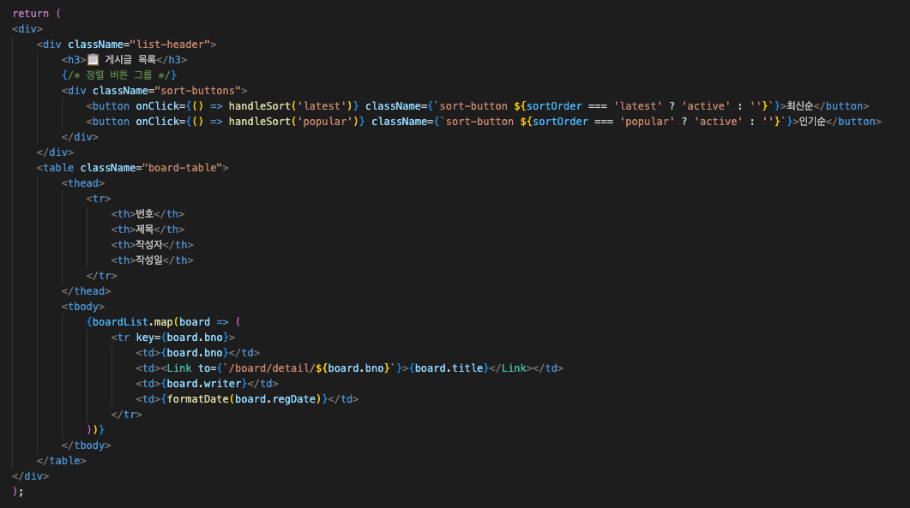 return (
<div>
    <div className="list-header">
        <h3>📋 게시글 목록</h3>
        {/* 정렬 버튼 그룹 */}
        <div className="sort-buttons">
            <button onClick={() => handleSort('latest')} className={`sort-button ${sortOrder === 'latest' ? 'active' : ''}`}>최신순</button>
            <button onClick={() => handleSort('popular')} className={`sort-button ${sortOrder === 'popular' ? 'active' : ''}`}>인기순</button>
        </div>
    </div>
    <table className="board-table">
        <thead>
            <tr>
                <th>번호</th>
                <th>제목</th>
                <th>작성자</th>
                <th>작성일</th>
            </tr>
        </thead>
        <tbody>
            {boardList.map(board => (
                <tr key={board.bno}>
                    <td>{board.bno}</td>
                    <td><Link to={`/board/detail/${board.bno}`}>{board.title}</Link></td>
                    <td>{board.writer}</td>
                    <td>{formatDate(board.regDate)}</td>
                </tr>
            ))}
        </tbody>
    </table>
</div>
);